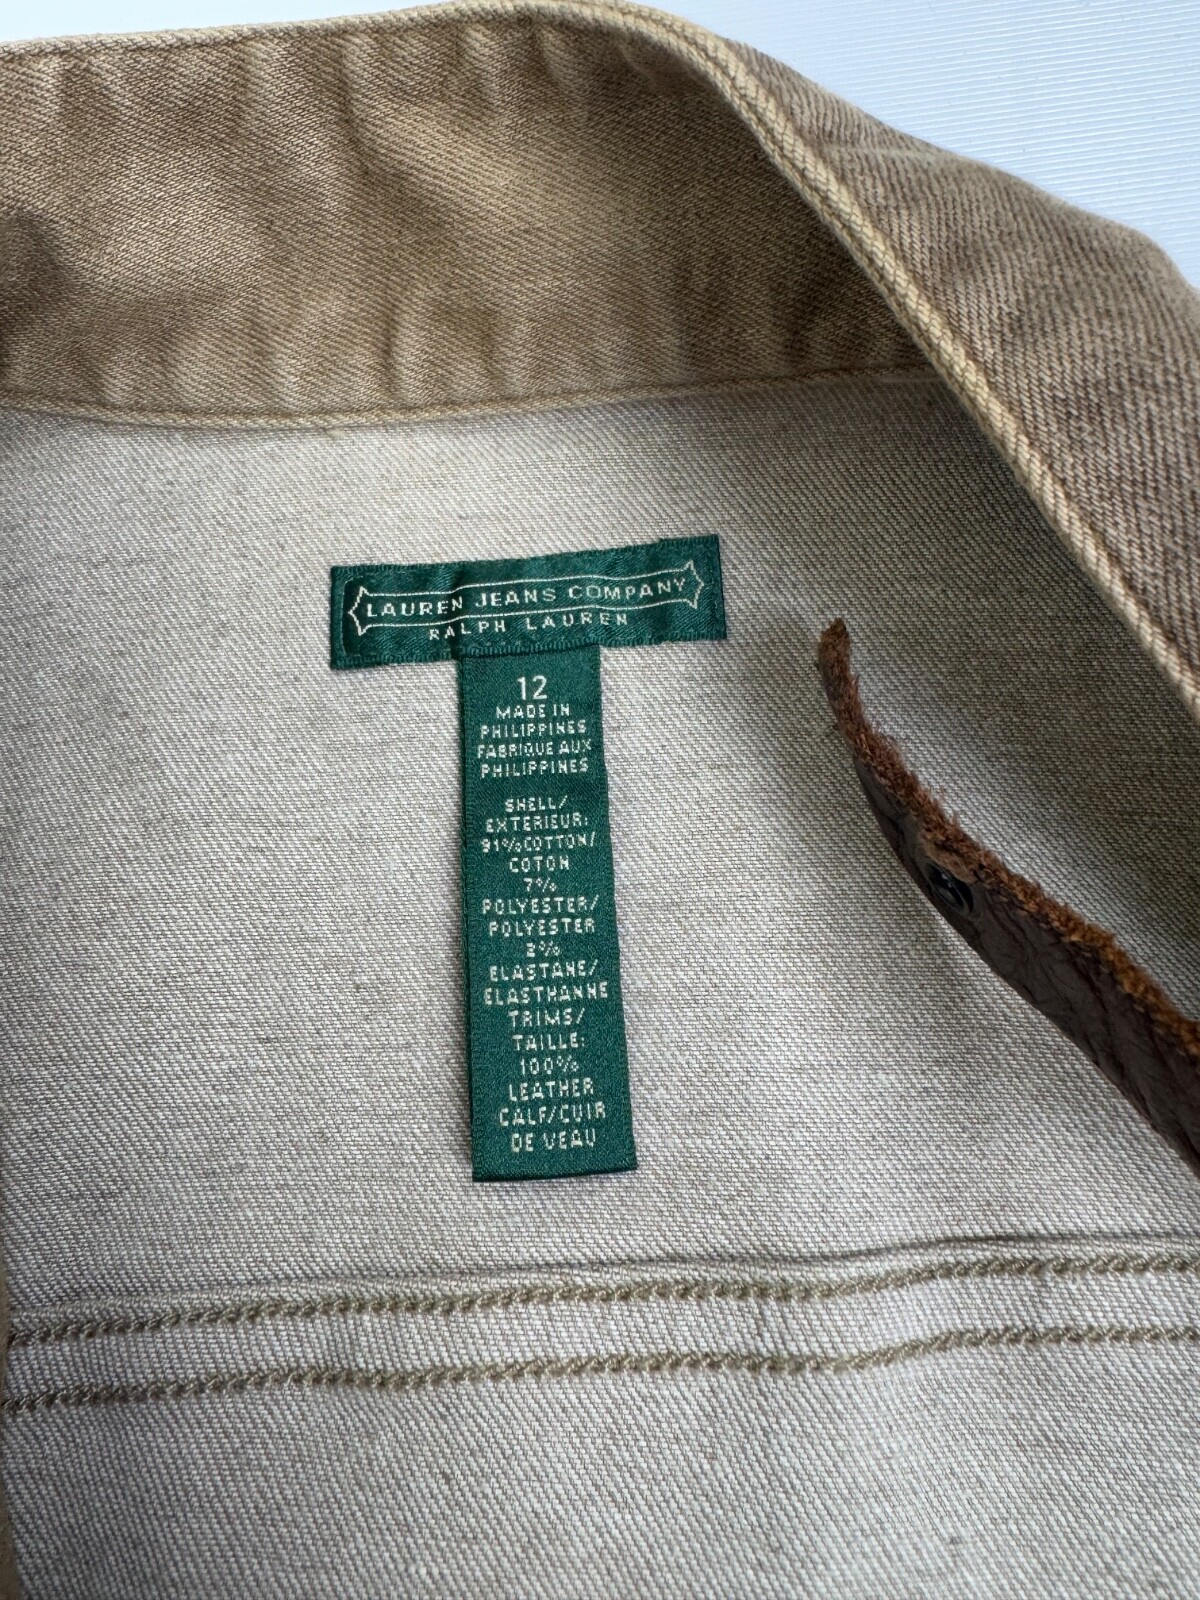 LAUREN JEANS COMPANY
RALPH LAUREN
12
MADE IN
PHILIPPINES
FABRIQUE AUX
PHILIPPINES
SHELL/
EXTERIEUR:
91% COTTON/
COTON
7%
POLYESTER/
POLYESTER
2%
ELASTANE/
ELASTHANNE
TRIMS/
TAILLE:
100%
LEATHER
CALF/CUIR
DE VEAU